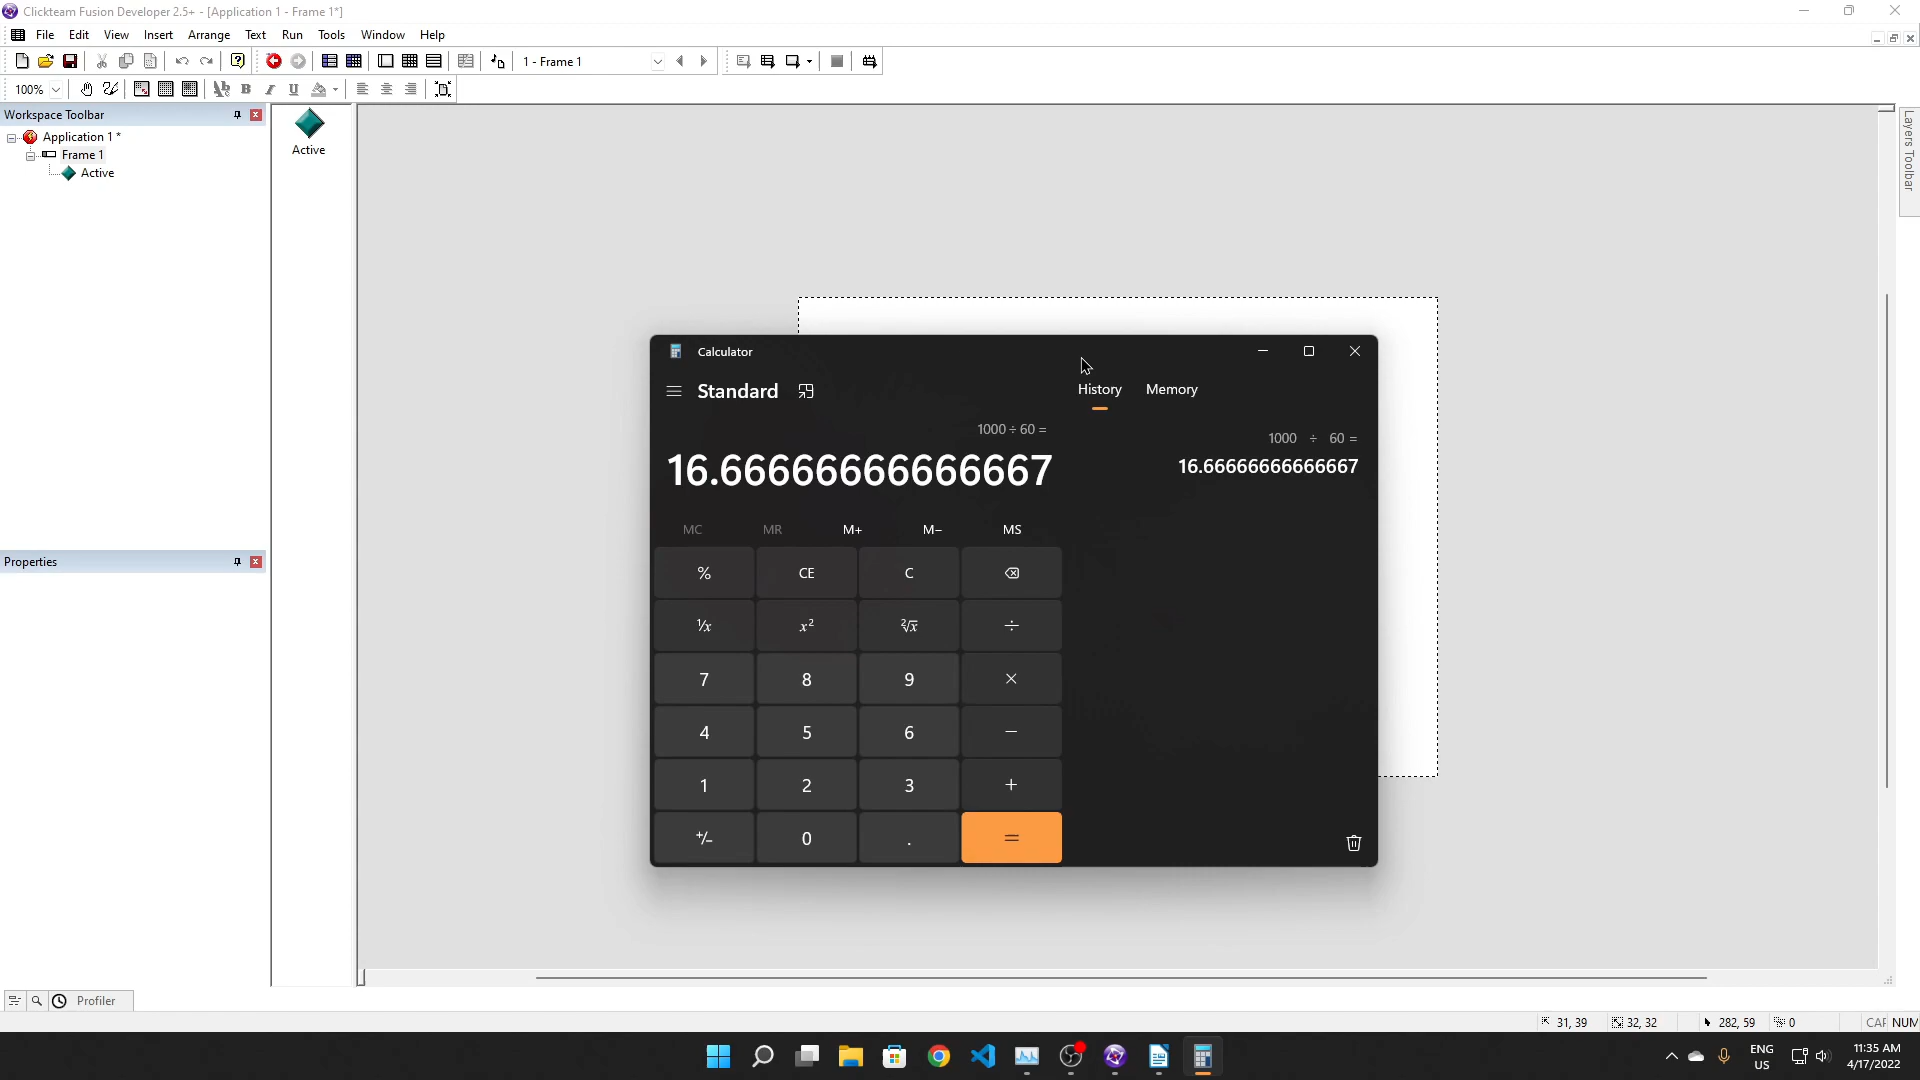 Clickteam Fusion Developer 2.5+ - [Application 1 - Frame 1*]
File Edit View Insert Arrange Text Run Tools Window Help
1 - Frame 1
100%
Workspace Toolbar
Application 1 *
Frame 1
Active
Active
Layers Toolbar
Calculator
Standard
History Memory
1000 ÷ 60 =
16.66666666666667
1000 ÷ 60 =
16.66666666666667
MC MR M+ M− MS
% CE C
⅟x x² ²√x ÷
7 8 9 ×
4 5 6 −
1 2 3 +
+/− 0 . =
Properties
Profiler
31, 39 32, 32 282, 59 0 CAP NUM
ENG
US
11:35 AM
4/17/2022